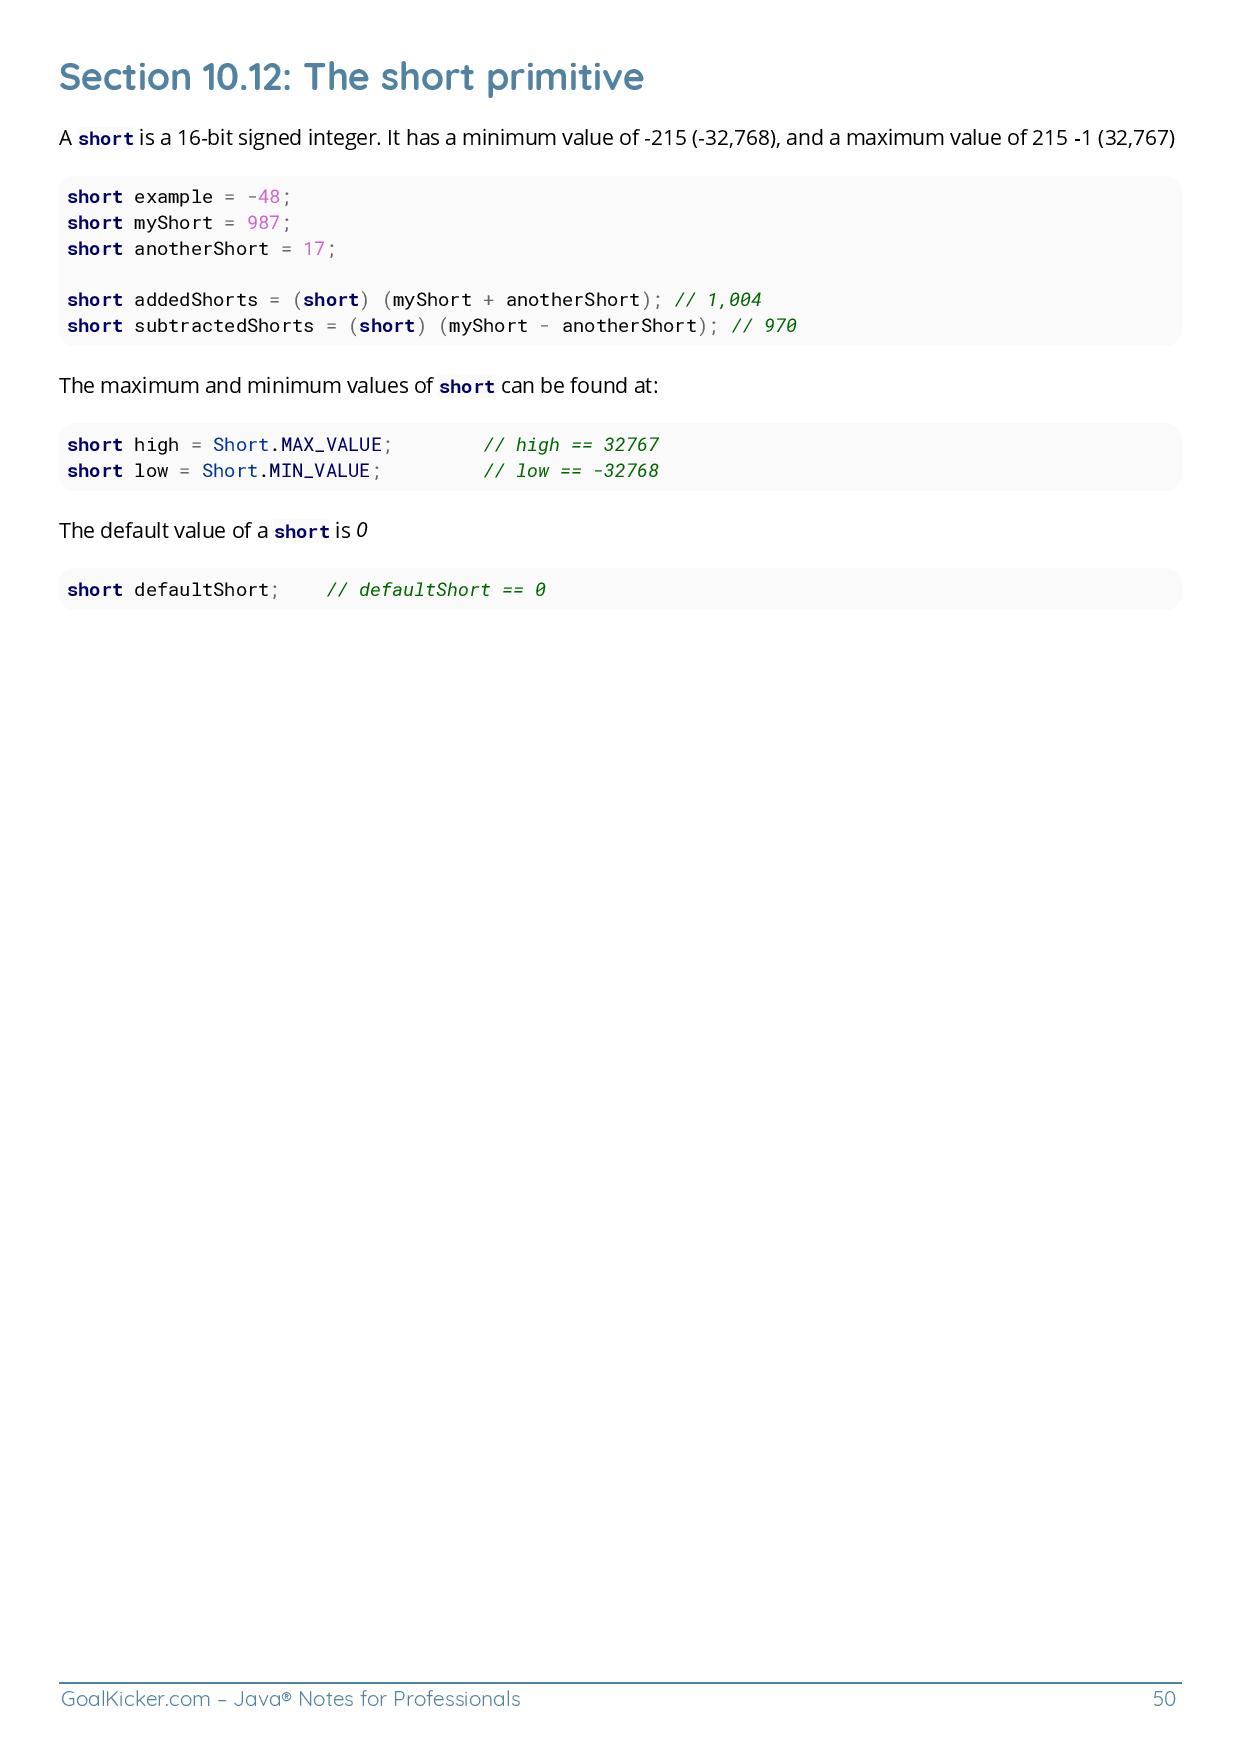 Section 10.12: The short primitive
A short is a 16-bit signed integer. It has a minimum value of -215 (-32,768), and a maximum value of 215 -1 (32,767)
short example = -48;
short myShort = 987;
short anotherShort = 17;
short addedShorts = (short) (myShort + anotherShort); // 1,004
short subtractedShorts = (short) (myShort - anotherShort); // 970
The maximum and minimum values of short can be found at:
short high = Short.MAX_VALUE;        // high == 32767
short low = Short.MIN_VALUE;         // low == -32768
The default value of a short is 0
short defaultShort;    // defaultShort == 0
GoalKicker.com – Java® Notes for Professionals 50